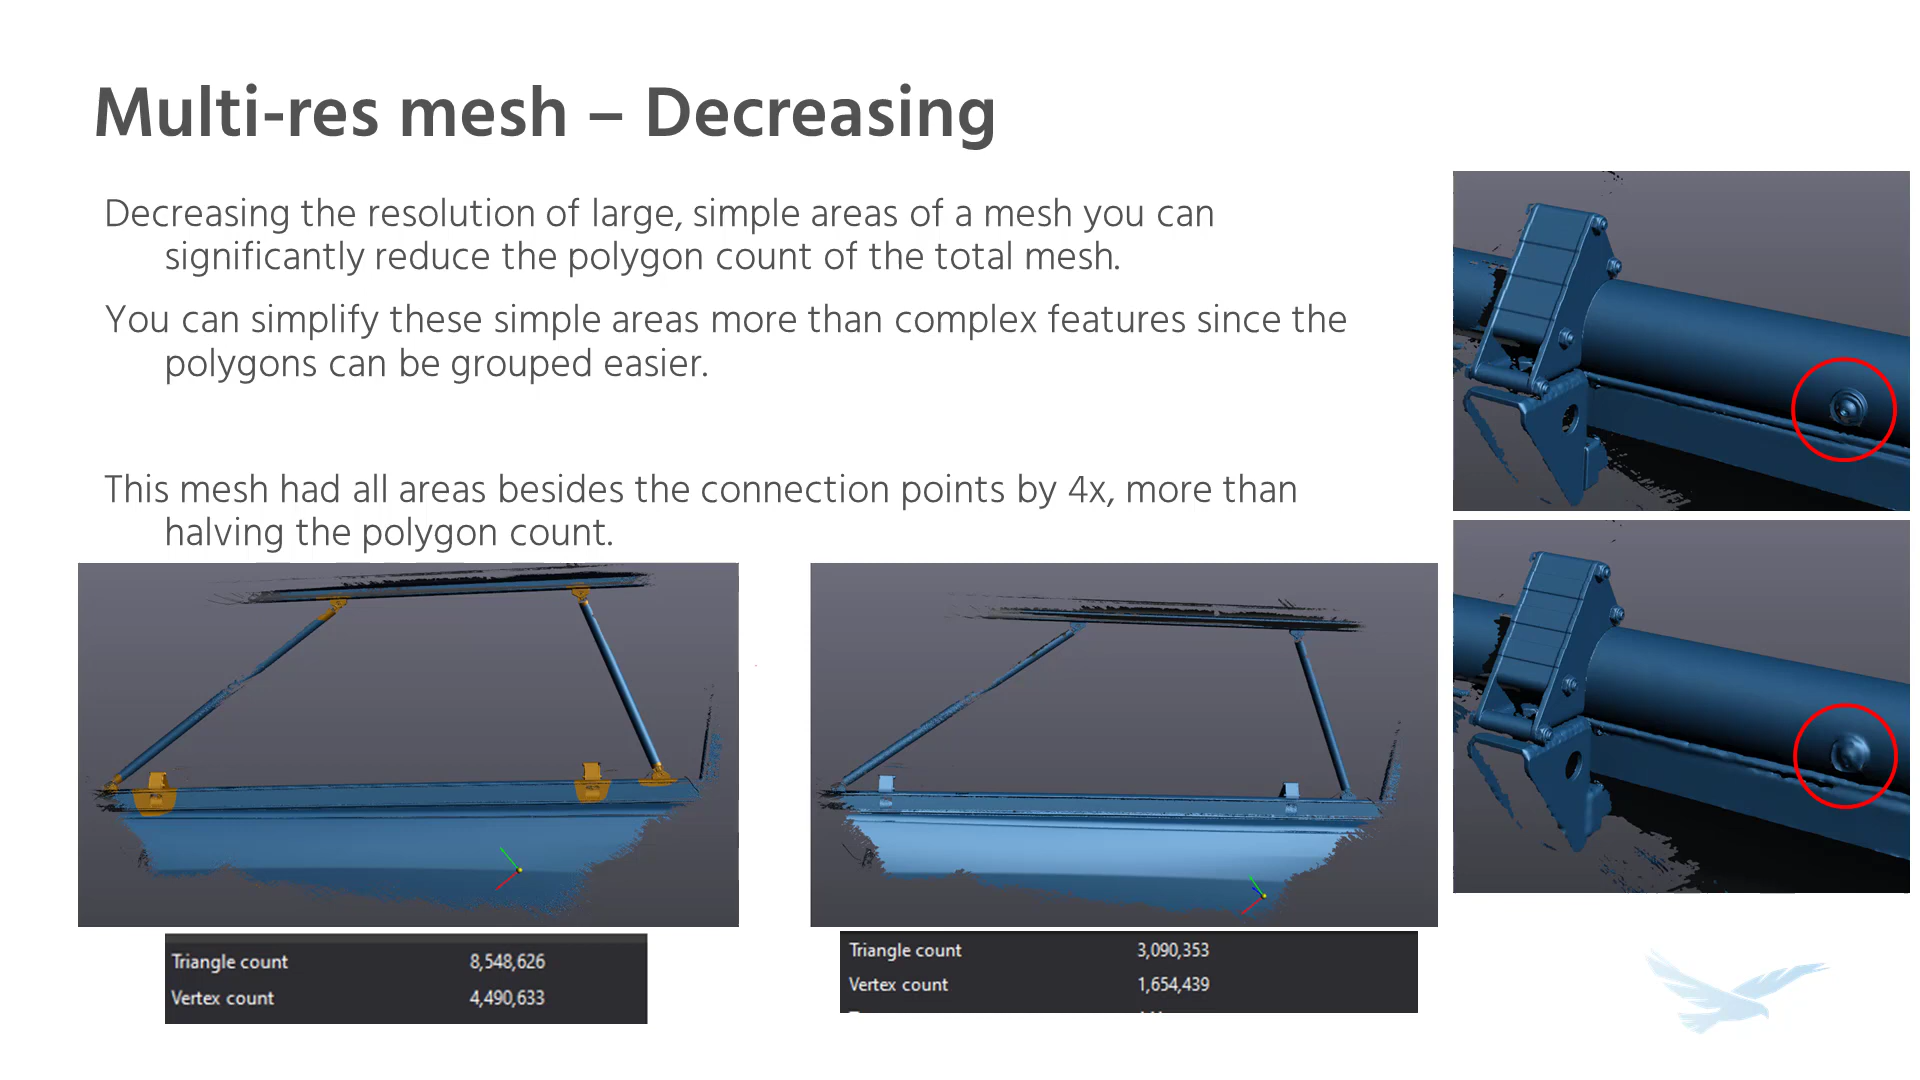 Multi-res mesh – Decreasing
Decreasing the resolution of large, simple areas of a mesh you can
significantly reduce the polygon count of the total mesh.
You can simplify these simple areas more than complex features since the
polygons can be grouped easier.
This mesh had all areas besides the connection points by 4x, more than
halving the polygon count.
Triangle count 8,548,626
Vertex count 4,490,633
Triangle count 3,090,353
Vertex count 1,654,439